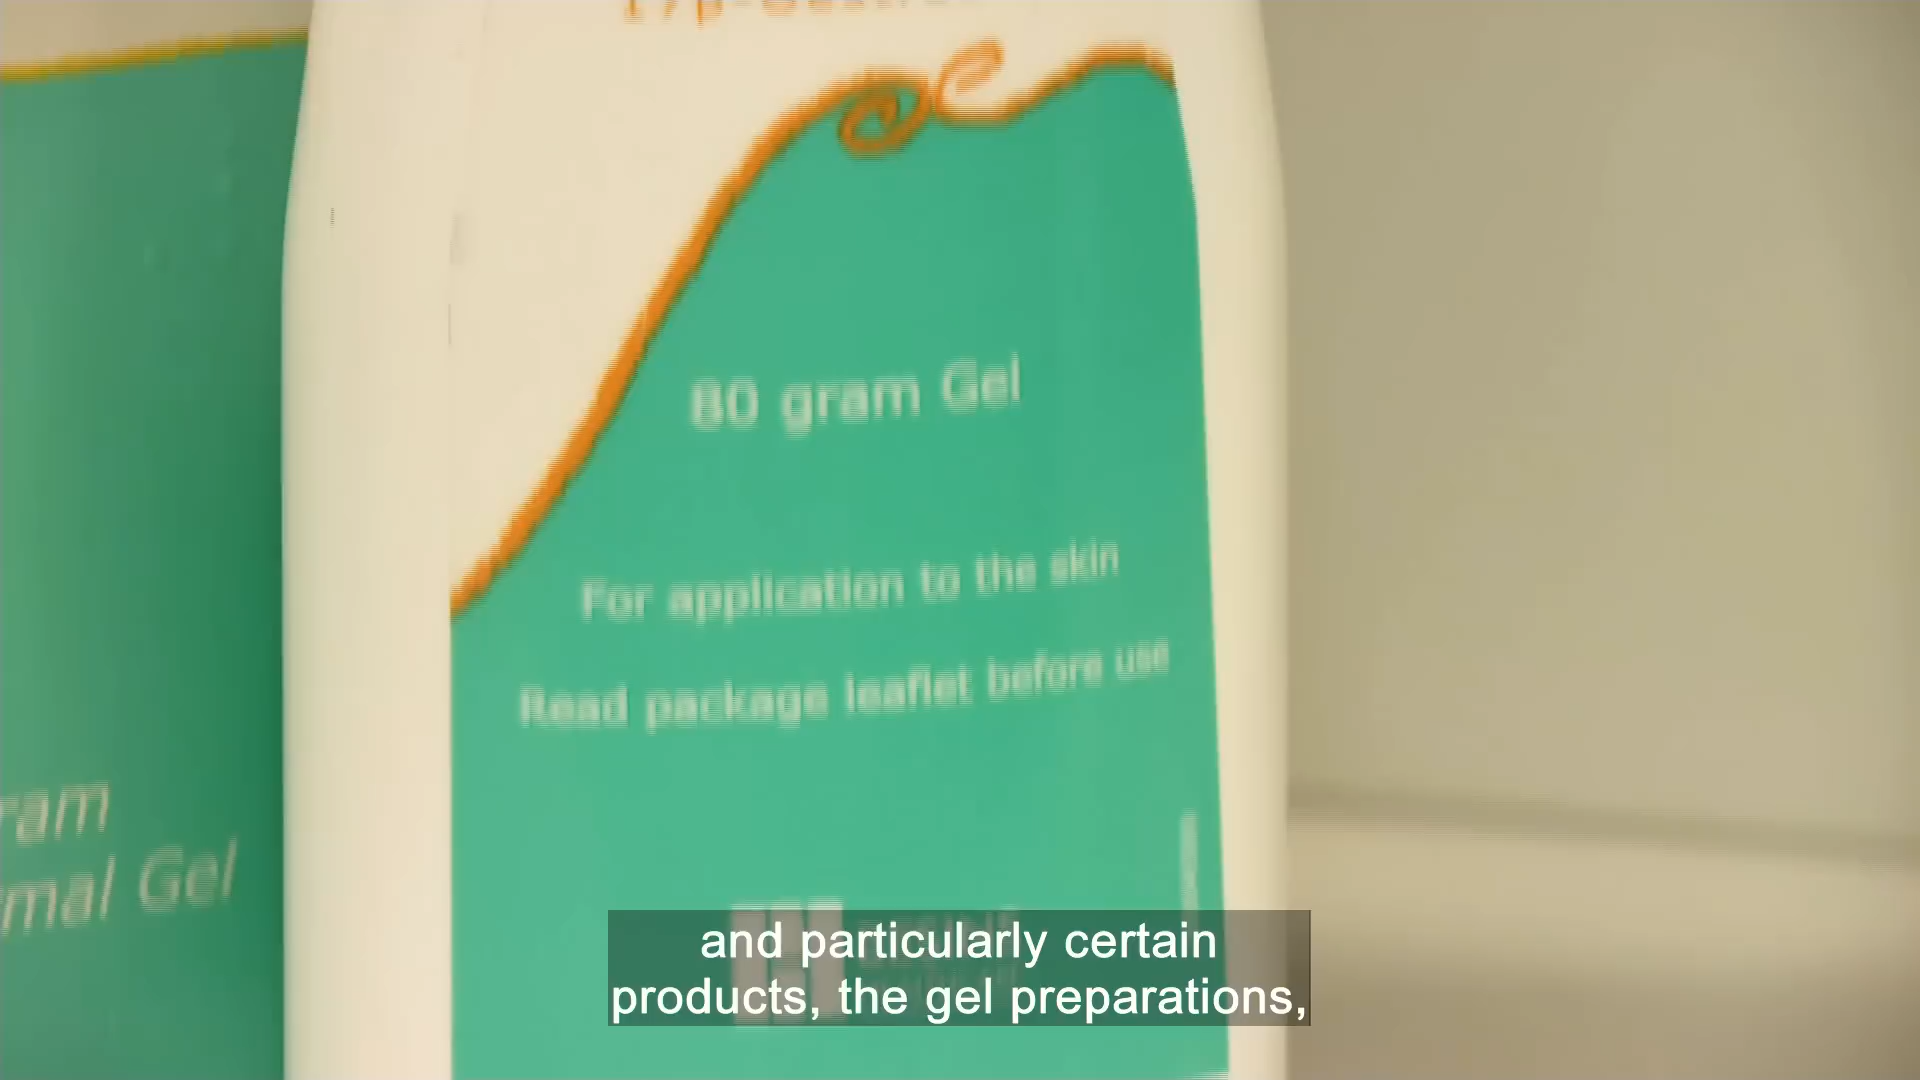 80 gram Gel
For application to the skin
Read package leaflet before use
ram
mal Gel
and particularly certain
products, the gel preparations,